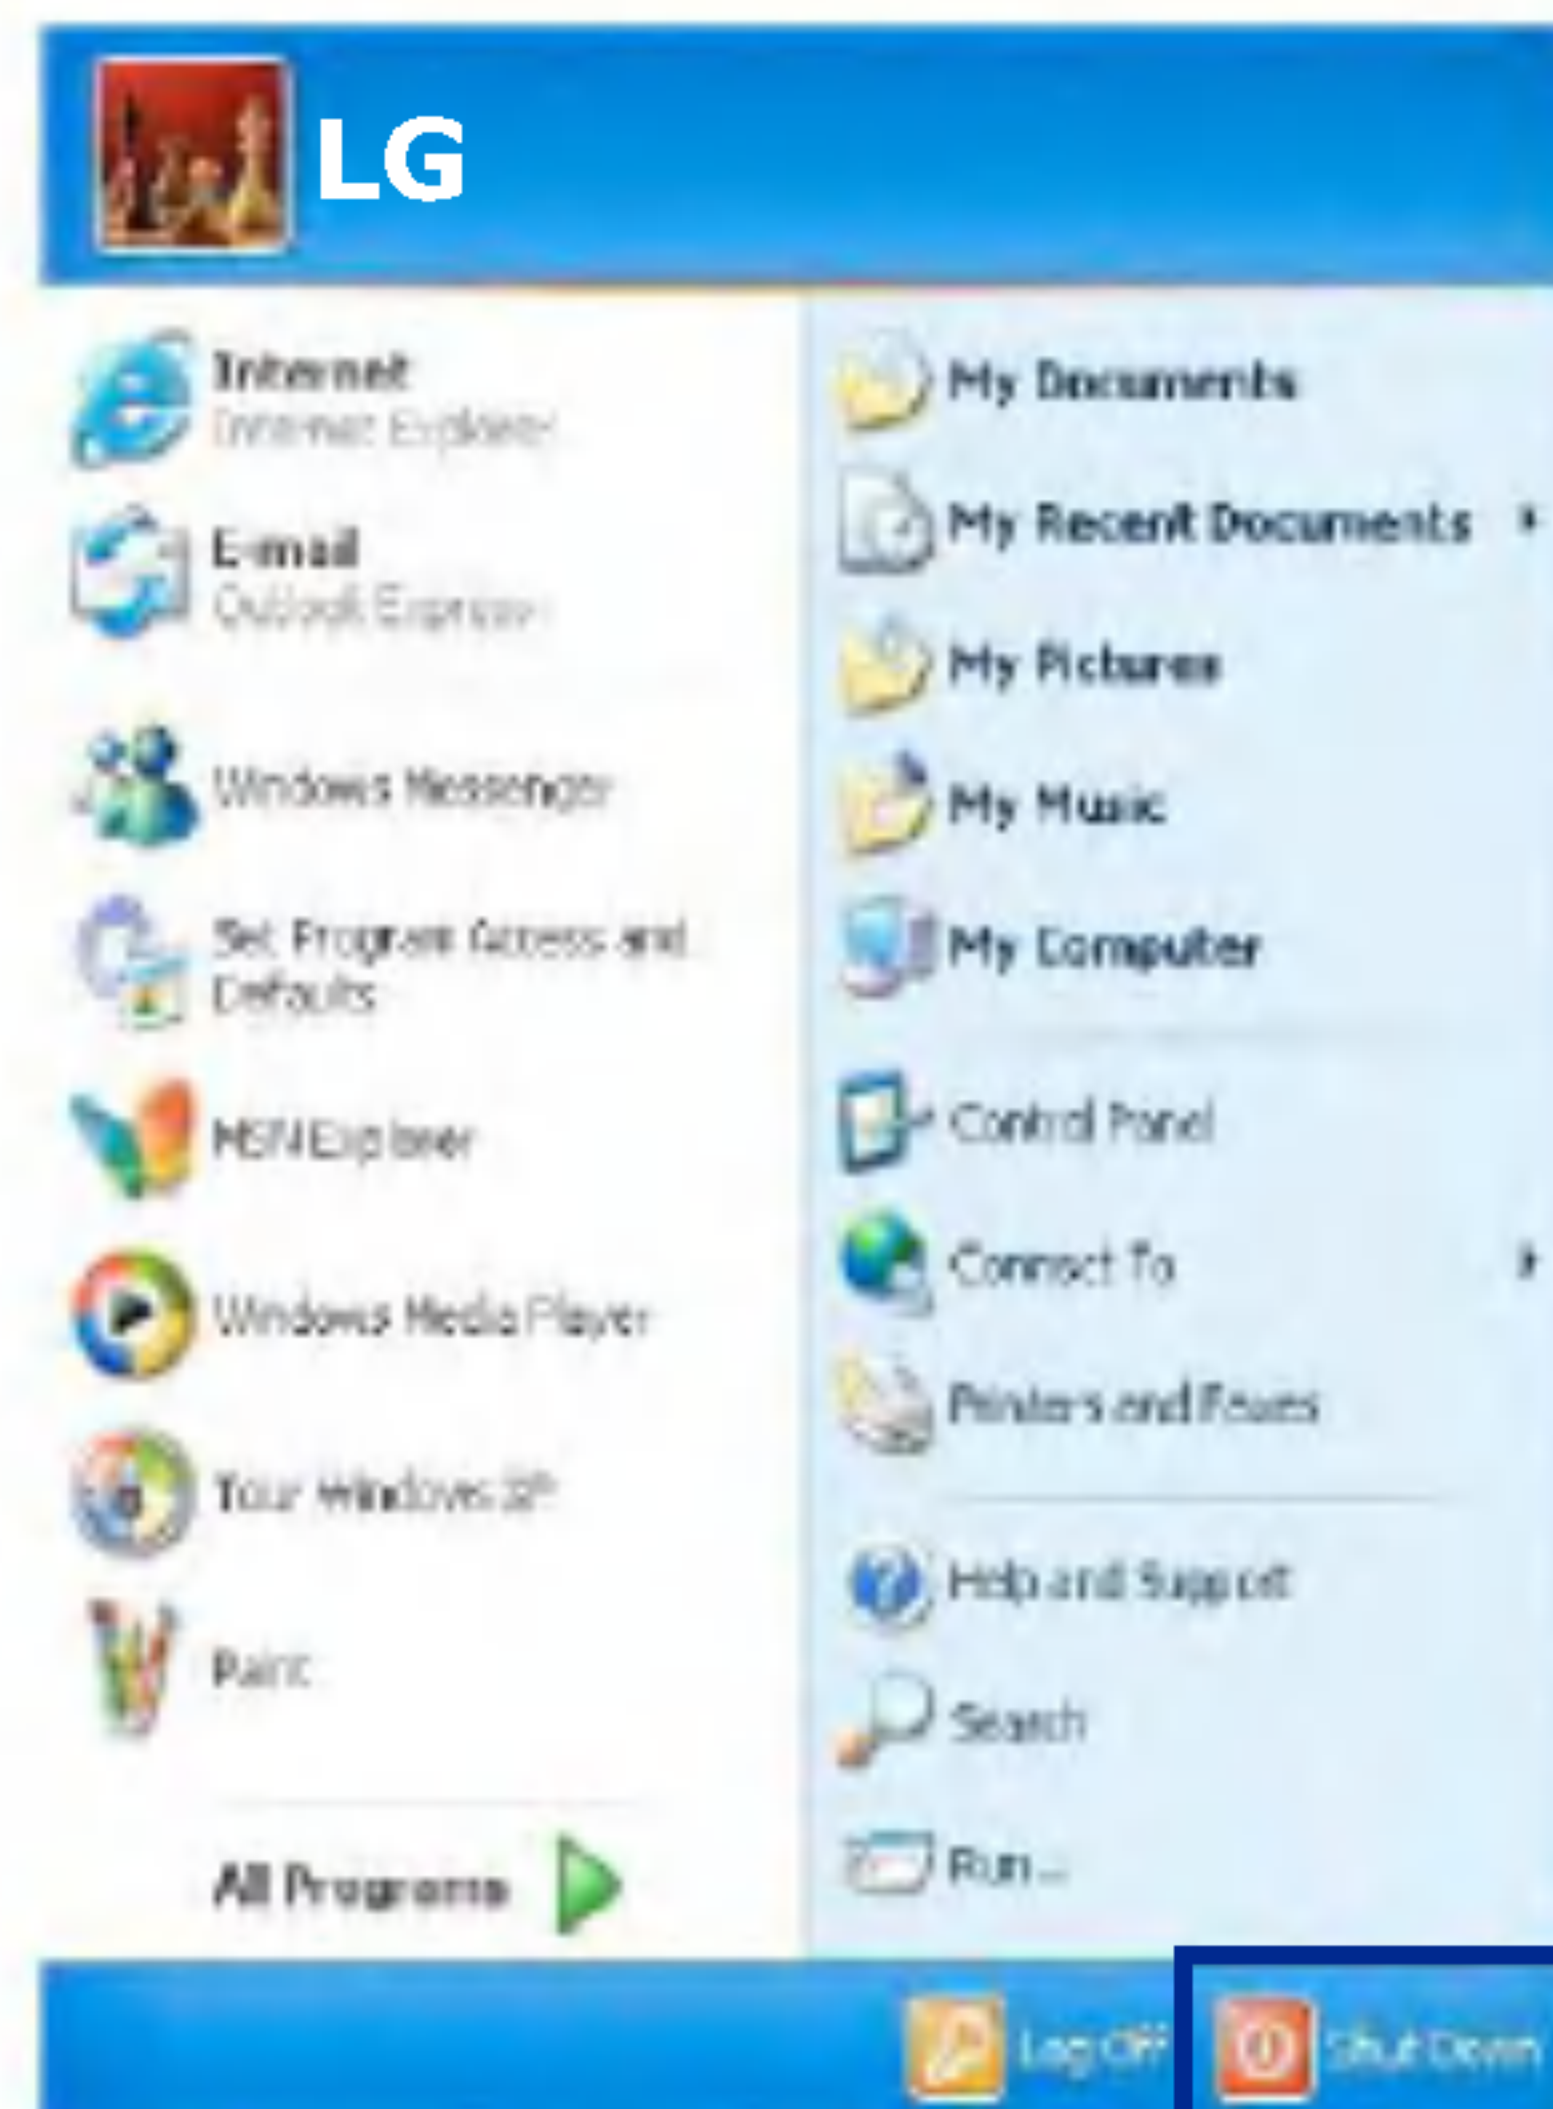 LG
Internet
Internet Explorer
E-mail
Outlook Express
Windows Messenger
Set Program Access and
Defaults
MSN Explorer
Windows Media Player
Tour Windows XP
Paint
All Programs
My Documents
My Recent Documents
My Pictures
My Music
My Computer
Control Panel
Connect To
Printers and Faxes
Help and Support
Search
Run...
Log Off
Shut Down